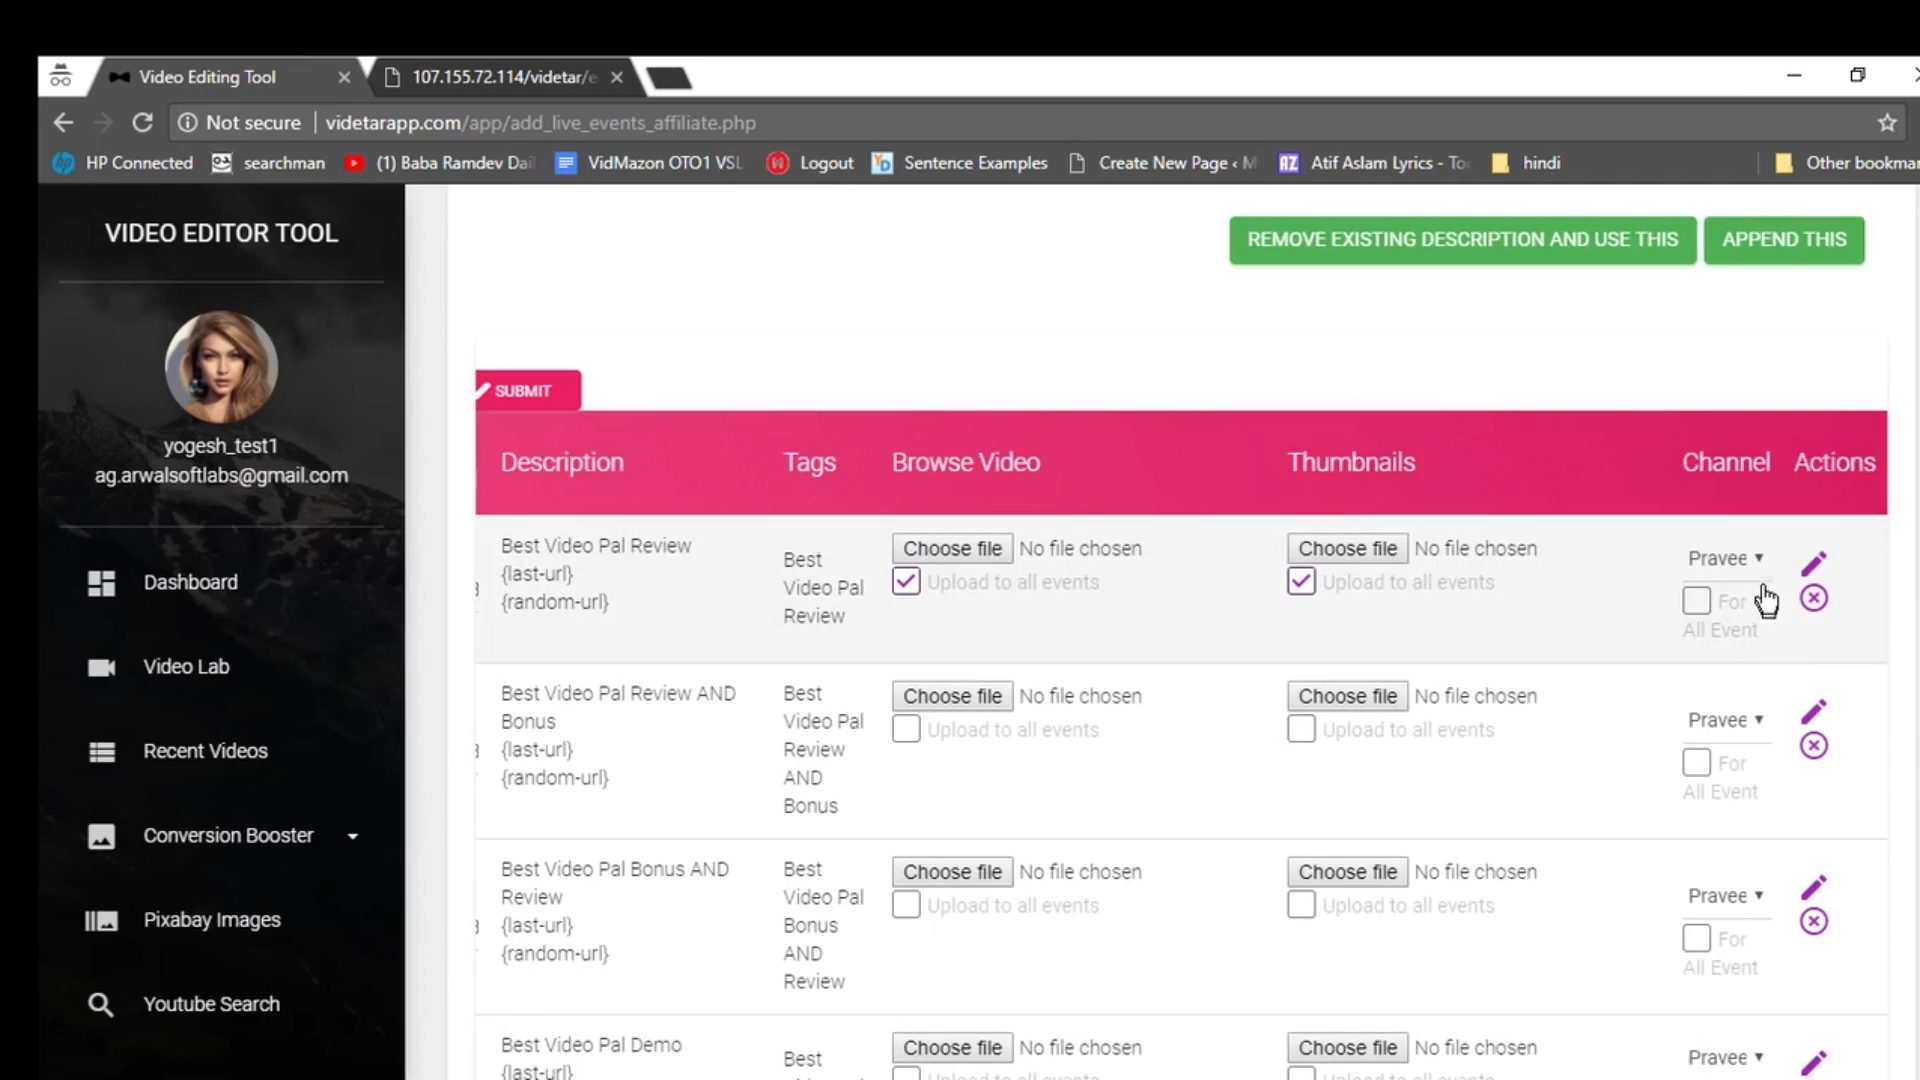 Video Editing Tool
107.155.72.114/videtar/e
Not secure
videtarapp.com/app/add_live_events_affiliate.php
HP Connected
searchman
(1) Baba Ramdev Dai
VidMazon OTO1 VSL
Logout
Sentence Examples
Create New Page ‹ M
AZ
Atif Aslam Lyrics - To
hindi
Other bookmar
VIDEO EDITOR TOOL
yogesh_test1
ag.arwalsoftlabs@gmail.com
Dashboard
Video Lab
Recent Videos
Conversion Booster
Pixabay Images
Youtube Search
REMOVE EXISTING DESCRIPTION AND USE THIS
APPEND THIS
SUBMIT
Description
Tags
Browse Video
Thumbnails
Channel
Actions
Best Video Pal Review
{last-url}
{random-url}
Best
Video Pal
Review
Choose file No file chosen
Upload to all events
Choose file No file chosen
Upload to all events
Pravee
For
All Event
Best Video Pal Review AND
Bonus
{last-url}
{random-url}
Best
Video Pal
Review
AND
Bonus
Choose file No file chosen
Upload to all events
Choose file No file chosen
Upload to all events
Pravee
For
All Event
Best Video Pal Bonus AND
Review
{last-url}
{random-url}
Best
Video Pal
Bonus
AND
Review
Choose file No file chosen
Upload to all events
Choose file No file chosen
Upload to all events
Pravee
For
All Event
Best Video Pal Demo
{last-url}
Best
Choose file No file chosen
Upload to all events
Choose file No file chosen
Upload to all events
Pravee